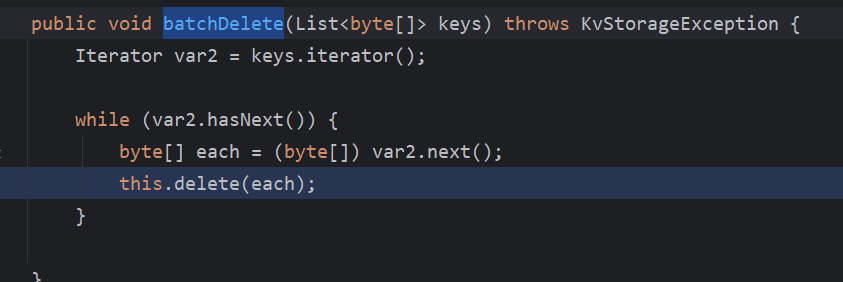 public void batchDelete(List<byte[]> keys) throws KvStorageException {
Iterator var2 = keys.iterator();
while (var2.hasNext()) {
byte[] each = (byte[]) var2.next();
this.delete(each);
}
}